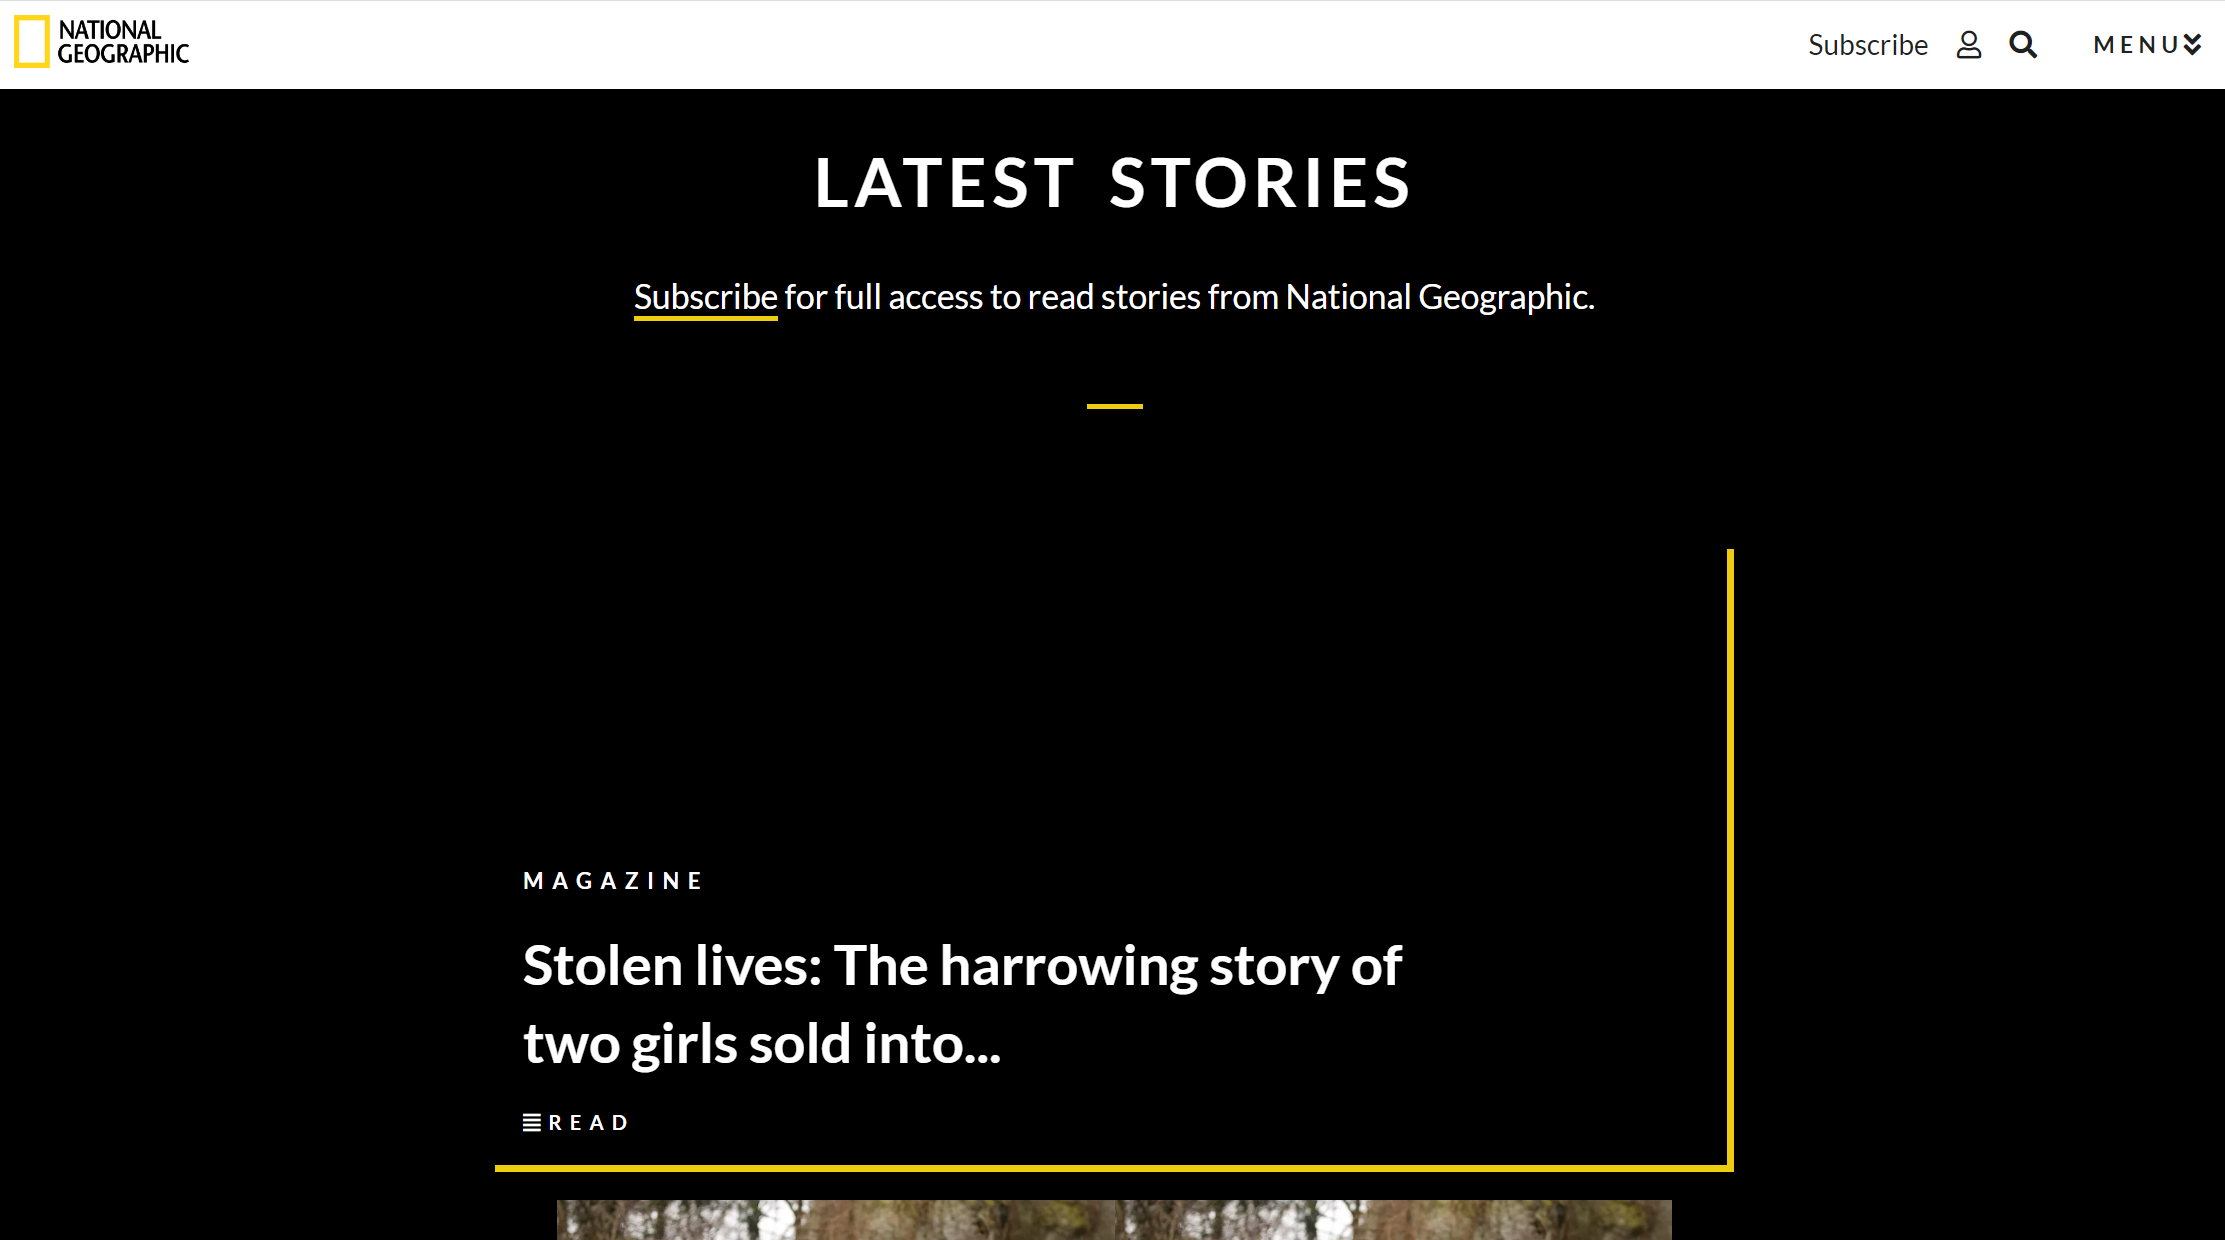 NATIONAL
GEOGRAPHIC
Subscribe
MENU
LATEST STORIES
Subscribe for full access to read stories from National Geographic.
MAGAZINE
Stolen lives: The harrowing story of
two girls sold into...
READ